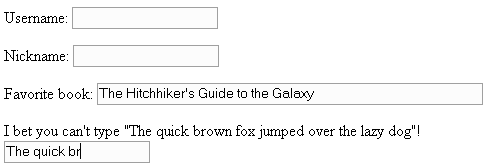 Username:
Nickname:
Favorite book: The Hitchhiker's Guide to the Galaxy
I bet you can't type "The quick brown fox jumped over the lazy dog"!
The quick br